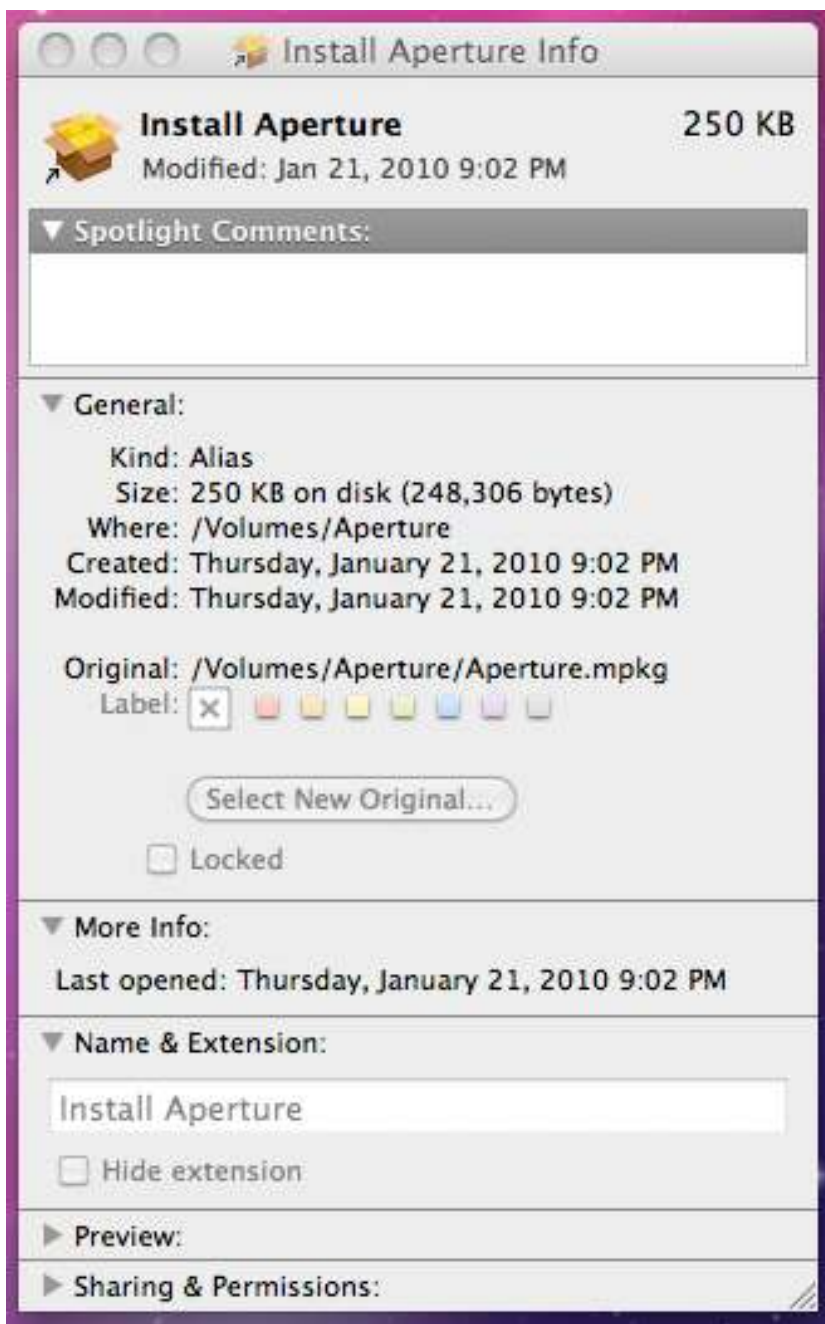 Install Aperture Info
Install Aperture 250 KB
Modified: Jan 21, 2010 9:02 PM
Spotlight Comments:
General:
Kind: Alias
Size: 250 KB on disk (248,306 bytes)
Where: /Volumes/Aperture
Created: Thursday, January 21, 2010 9:02 PM
Modified: Thursday, January 21, 2010 9:02 PM
Original: /Volumes/Aperture/Aperture.mpkg
Label:
Select New Original...
Locked
More Info:
Last opened: Thursday, January 21, 2010 9:02 PM
Name & Extension:
Install Aperture
Hide extension
Preview:
Sharing & Permissions: